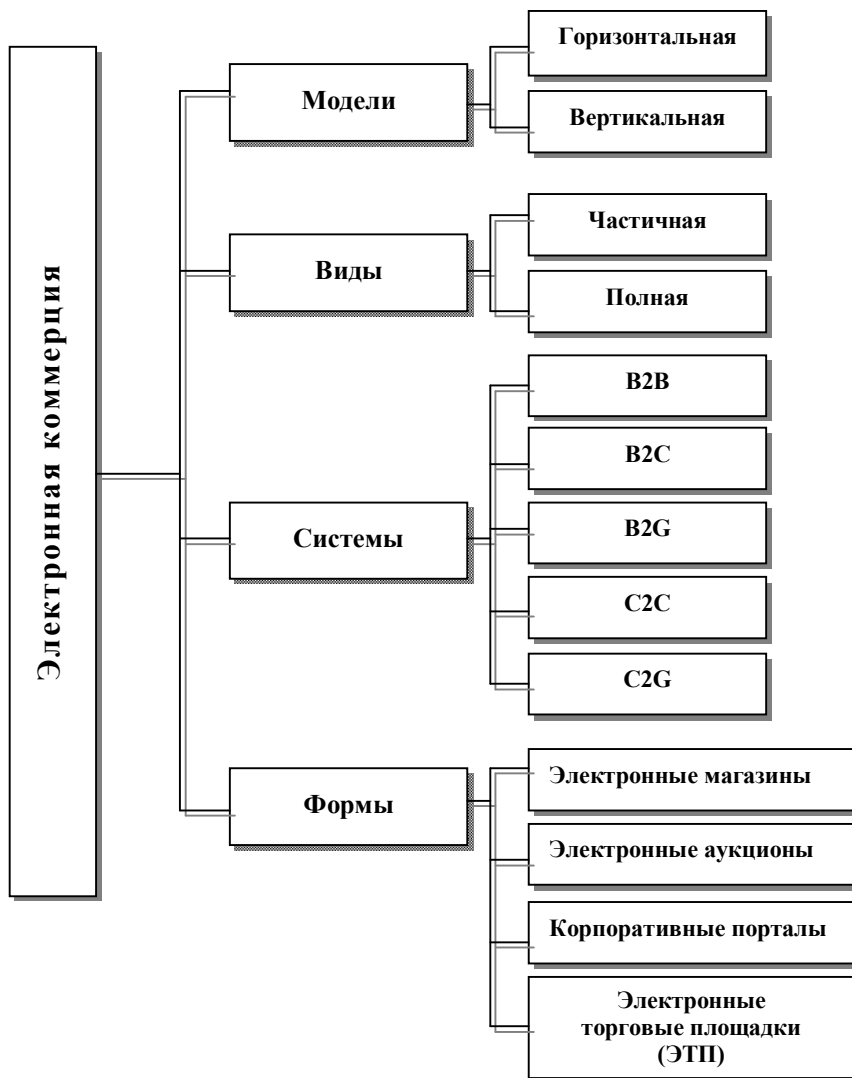 Электронная коммерция
Модели
Горизонтальная
Вертикальная
Виды
Частичная
Полная
Системы
B2B
B2C
B2G
C2C
C2G
Формы
Электронные магазины
Электронные аукционы
Корпоративные порталы
Электронные
торговые площадки
(ЭТП)